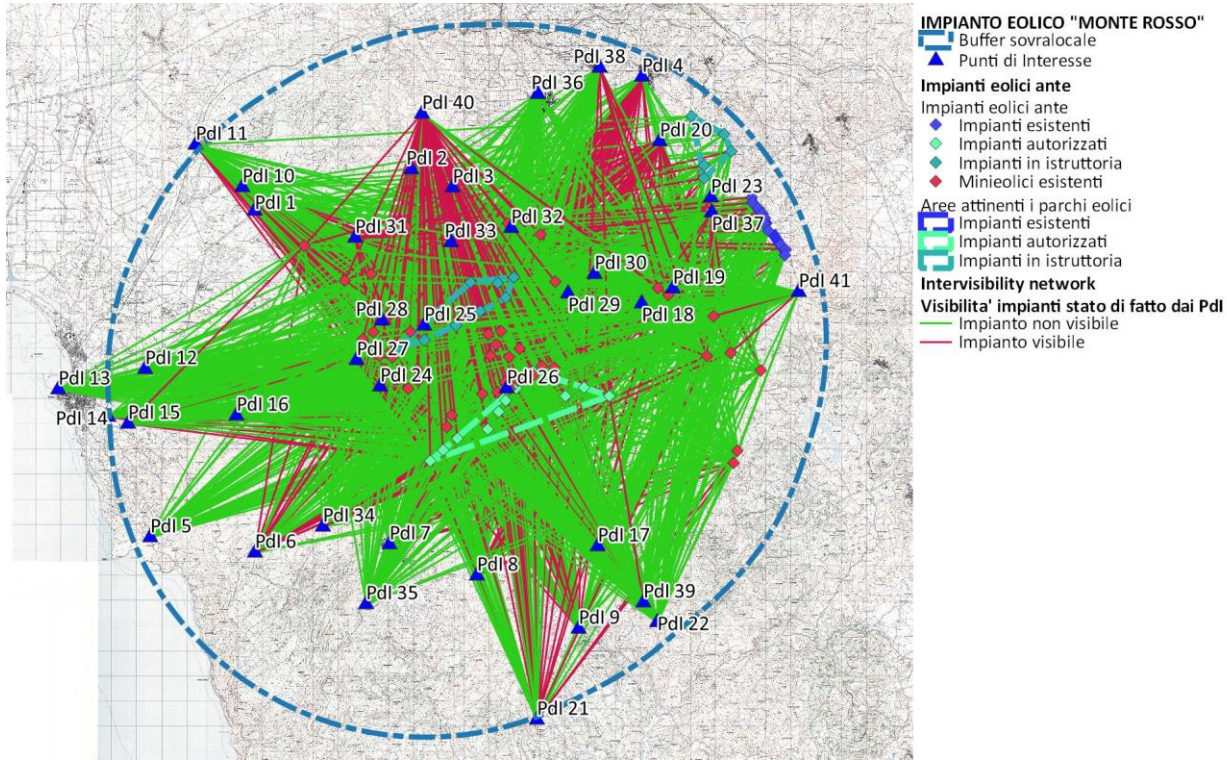 IMPIANTO EOLICO "MONTE ROSSO"
Buffer sovralocale
Punti di Interesse
Impianti eolici ante
Impianti eolici ante
Impianti esistenti
Impianti autorizzati
Impianti in istruttoria
Minieolici esistenti
Aree attinenti i parchi eolici
Impianti esistenti
Impianti autorizzati
Impianti in istruttoria
Intervisibility network
Visibilita' impianti stato di fatto dai PdI
Impianto non visibile
Impianto visibile
PdI 38
PdI 4
PdI 36
PdI 40
PdI 11
PdI 20
PdI 2
PdI 10
PdI 3
PdI 23
PdI 1
PdI 37
PdI 32
PdI 31
PdI 33
PdI 30
PdI 19
PdI 41
PdI 29
PdI 18
PdI 28
PdI 25
PdI 12
PdI 27
PdI 13
PdI 24
PdI 26
PdI 14
PdI 15
PdI 16
PdI 34
PdI 5
PdI 6
PdI 7
PdI 17
PdI 8
PdI 35
PdI 39
PdI 9
PdI 22
PdI 21